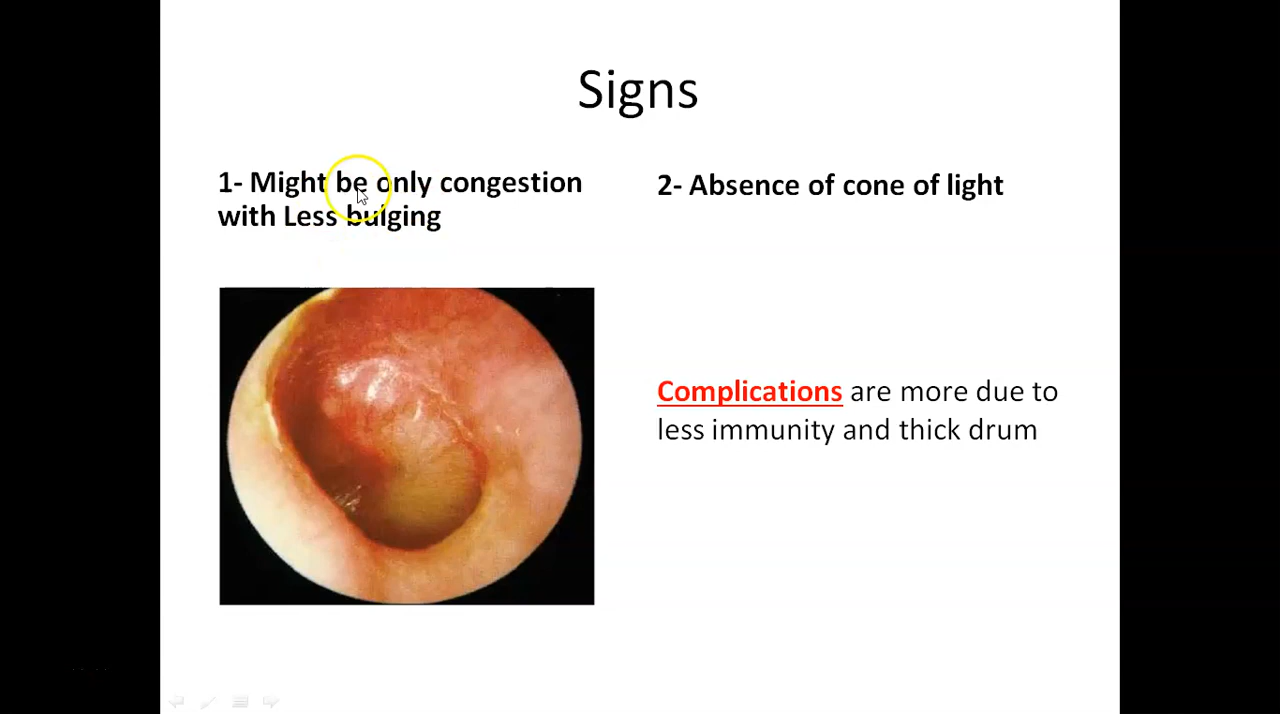 Signs
1- Might be only congestion
with Less bulging
2- Absence of cone of light
Complications are more due to
less immunity and thick drum